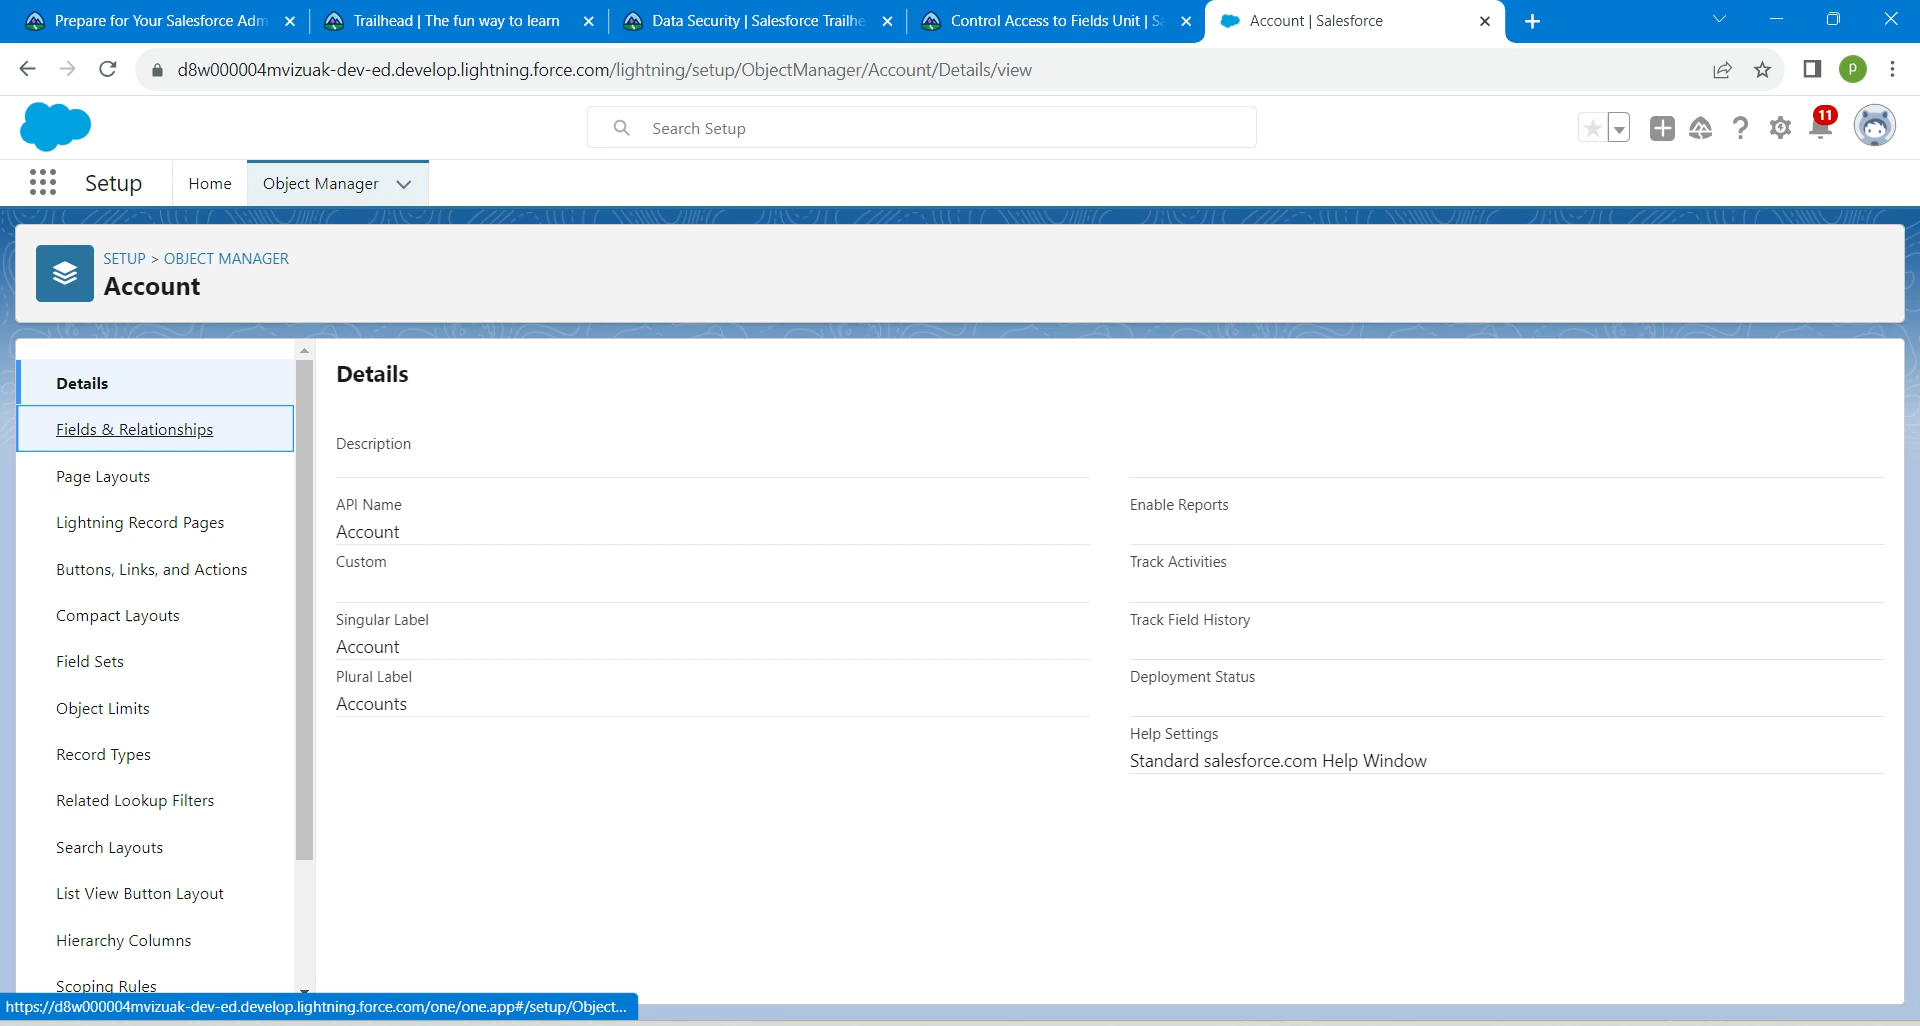 Prepare for Your Salesforce Adm
Trailhead | The fun way to learn
Data Security | Salesforce Trailhe
Control Access to Fields Unit | Sa
Account | Salesforce
d8w000004mvizuak-dev-ed.develop.lightning.force.com/lightning/setup/ObjectManager/Account/Details/view
P
Search Setup
11
Setup
Home
Object Manager
SETUP > OBJECT MANAGER
Account
Details
Fields & Relationships
Page Layouts
Lightning Record Pages
Buttons, Links, and Actions
Compact Layouts
Field Sets
Object Limits
Record Types
Related Lookup Filters
Search Layouts
List View Button Layout
Hierarchy Columns
Scoping Rules
Details
Description
API Name
Account
Custom
Singular Label
Account
Plural Label
Accounts
Enable Reports
Track Activities
Track Field History
Deployment Status
Help Settings
Standard salesforce.com Help Window
https://d8w000004mvizuak-dev-ed.develop.lightning.force.com/one/one.app#/setup/Object...